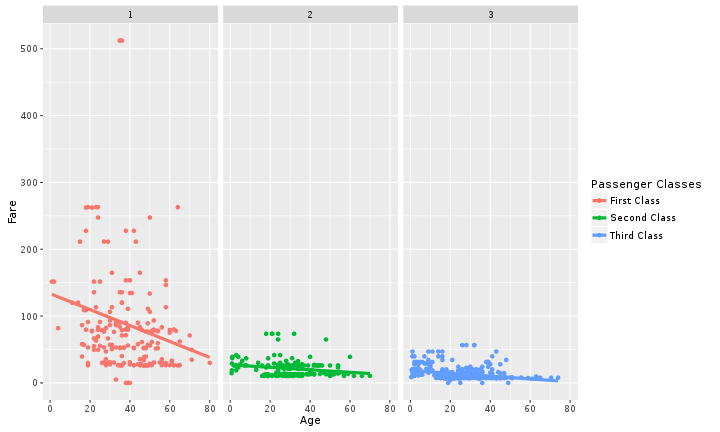 1 2 3
500
400
300
200
100
0
Fare
0 20 40 60 80 0 20 40 60 80 0 20 40 60 80
Age
Passenger Classes
First Class
Second Class
Third Class